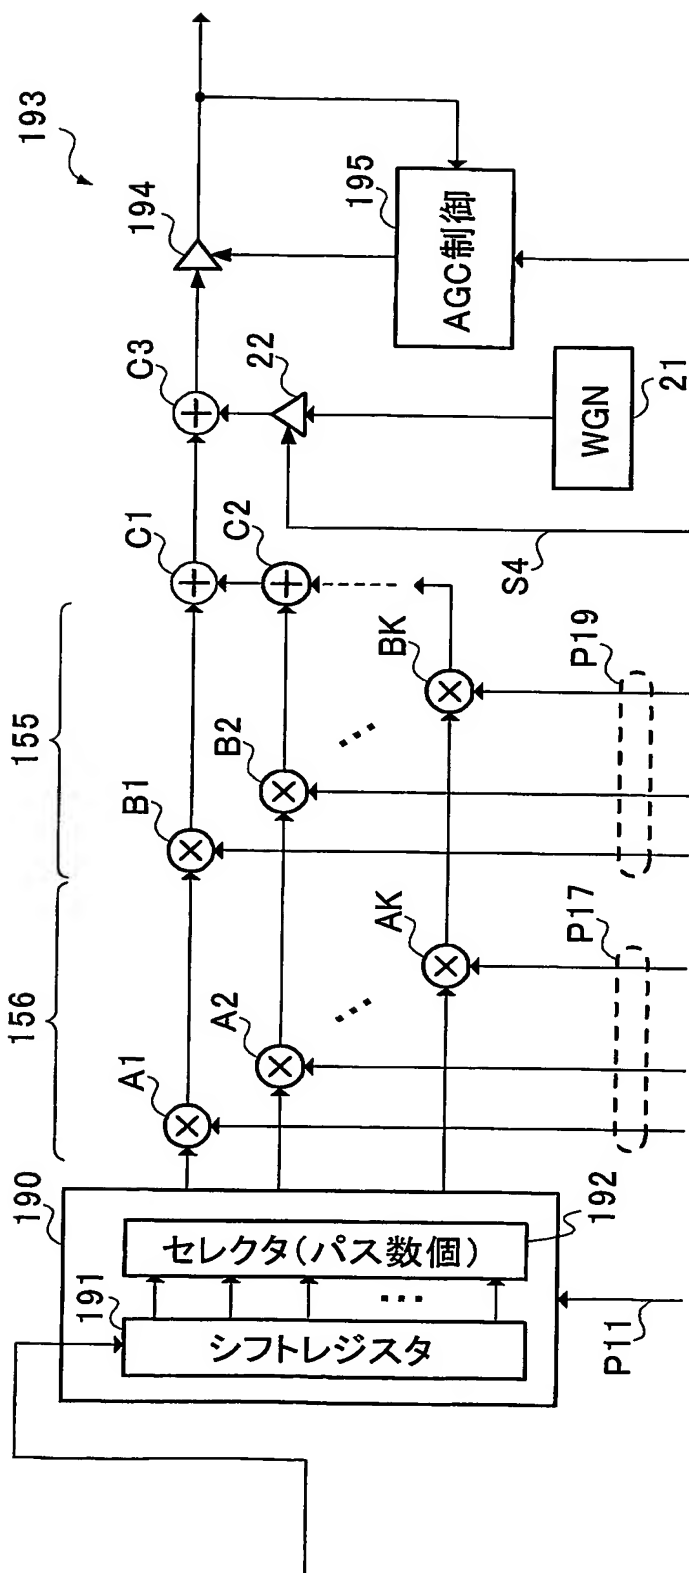 193
194
195
AGC制御
C3
22
21
WGN
C1
C2
S4
155
B1
B2
...
BK
P19
156
A1
A2
...
AK
P17
190
191
192
セレクタ(パス数個)
...
シフトレジスタ
P11